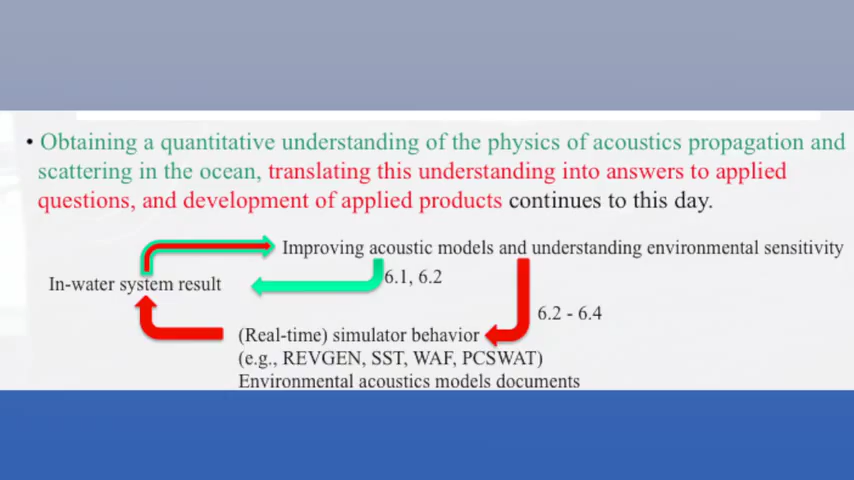 • Obtaining a quantitative understanding of the physics of acoustics propagation and
scattering in the ocean, translating this understanding into answers to applied
questions, and development of applied products continues to this day.
Improving acoustic models and understanding environmental sensitivity
In-water system result
6.1, 6.2
6.2 - 6.4
(Real-time) simulator behavior
(e.g., REVGEN, SST, WAF, PCSWAT)
Environmental acoustics models documents